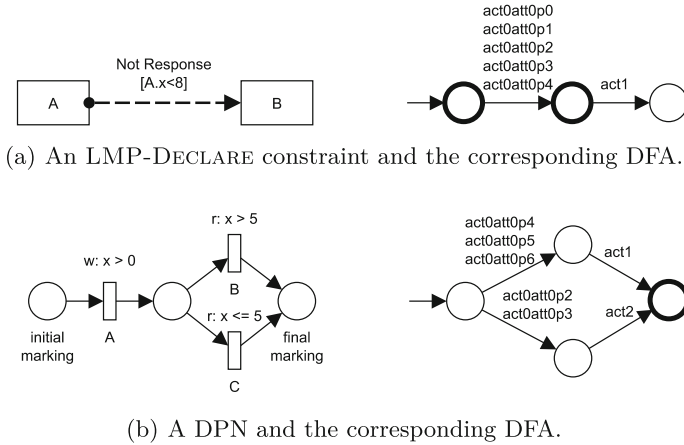 Not Response
[A.x<8]
A
B
act0att0p0
act0att0p1
act0att0p2
act0att0p3
act0att0p4
act1
(a) An LMP-DECLARE constraint and the corresponding DFA.
w: x > 0
r: x > 5
B
r: x <= 5
initial
marking
A
final
marking
C
act0att0p4
act0att0p5
act0att0p6
act1
act0att0p2
act0att0p3
act2
(b) A DPN and the corresponding DFA.